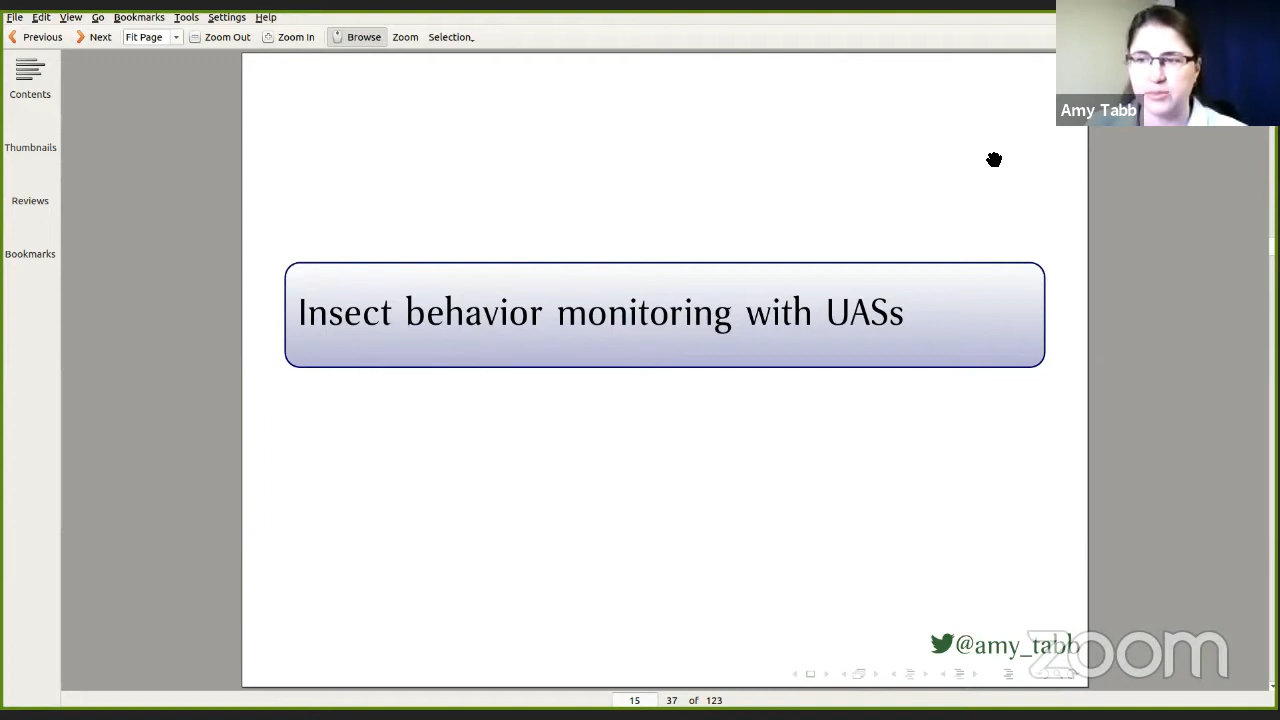 File Edit View Go Bookmarks Tools Settings Help
Previous Next Fit Page Zoom Out Zoom In Browse Zoom Selection
Contents
Amy Tabb
Thumbnails
Reviews
Bookmarks
Insect behavior monitoring with UASs
@amy_tabb
zoom
15 37 of 123